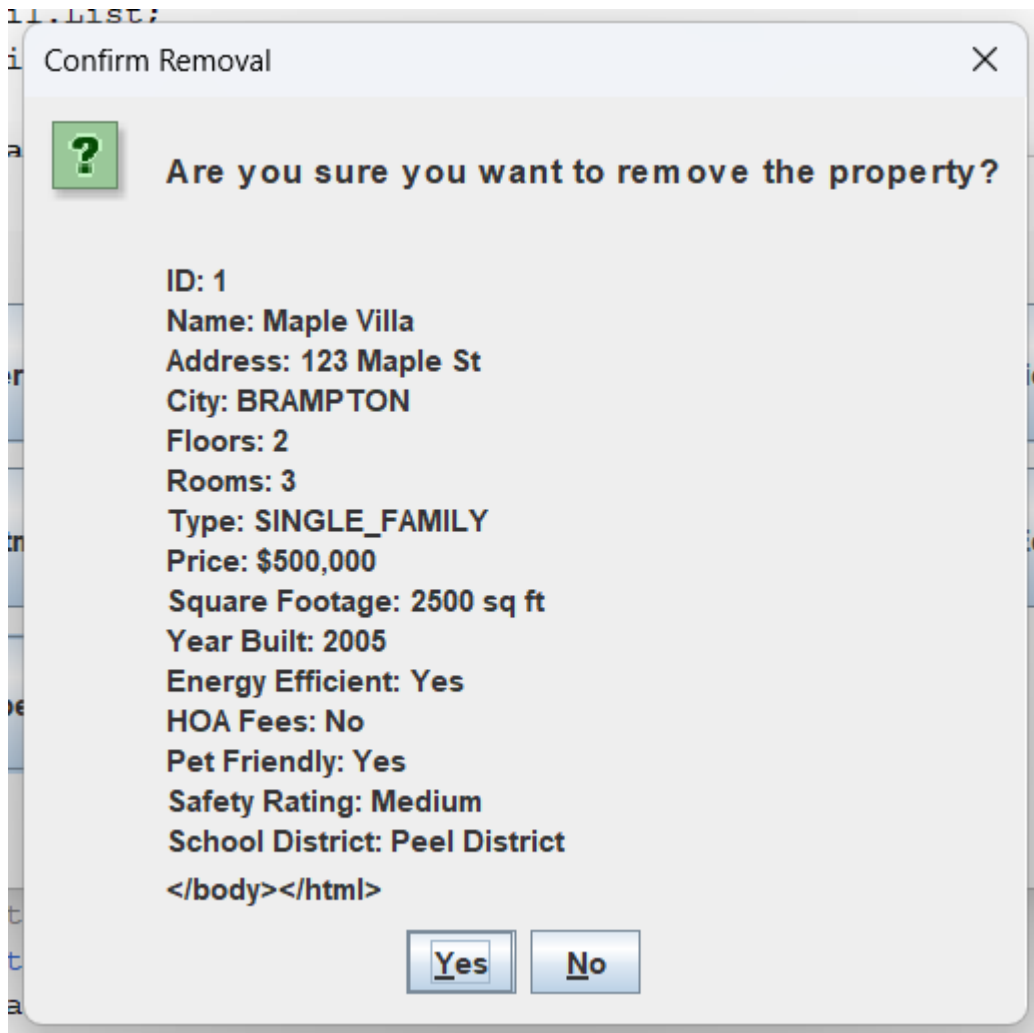 il.List;
Confirm Removal
?
Are you sure you want to remove the property?
ID: 1
Name: Maple Villa
Address: 123 Maple St
City: BRAMPTON
Floors: 2
Rooms: 3
Type: SINGLE_FAMILY
Price: $500,000
Square Footage: 2500 sq ft
Year Built: 2005
Energy Efficient: Yes
HOA Fees: No
Pet Friendly: Yes
Safety Rating: Medium
School District: Peel District
</body></html>
Yes No